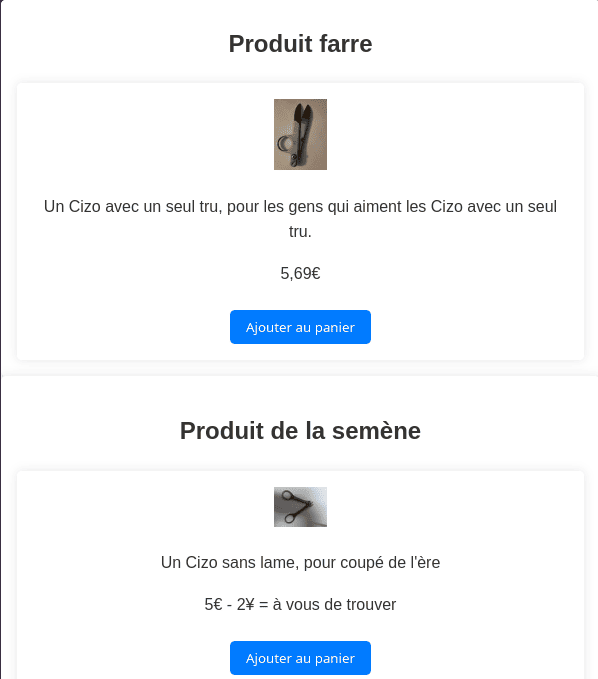 Produit farre
Un Cizo avec un seul tru, pour les gens qui aiment les Cizo avec un seul
tru.
5,69€
Ajouter au panier
Produit de la semène
Un Cizo sans lame, pour coupé de l'ère
5€ - 2¥ = à vous de trouver
Ajouter au panier